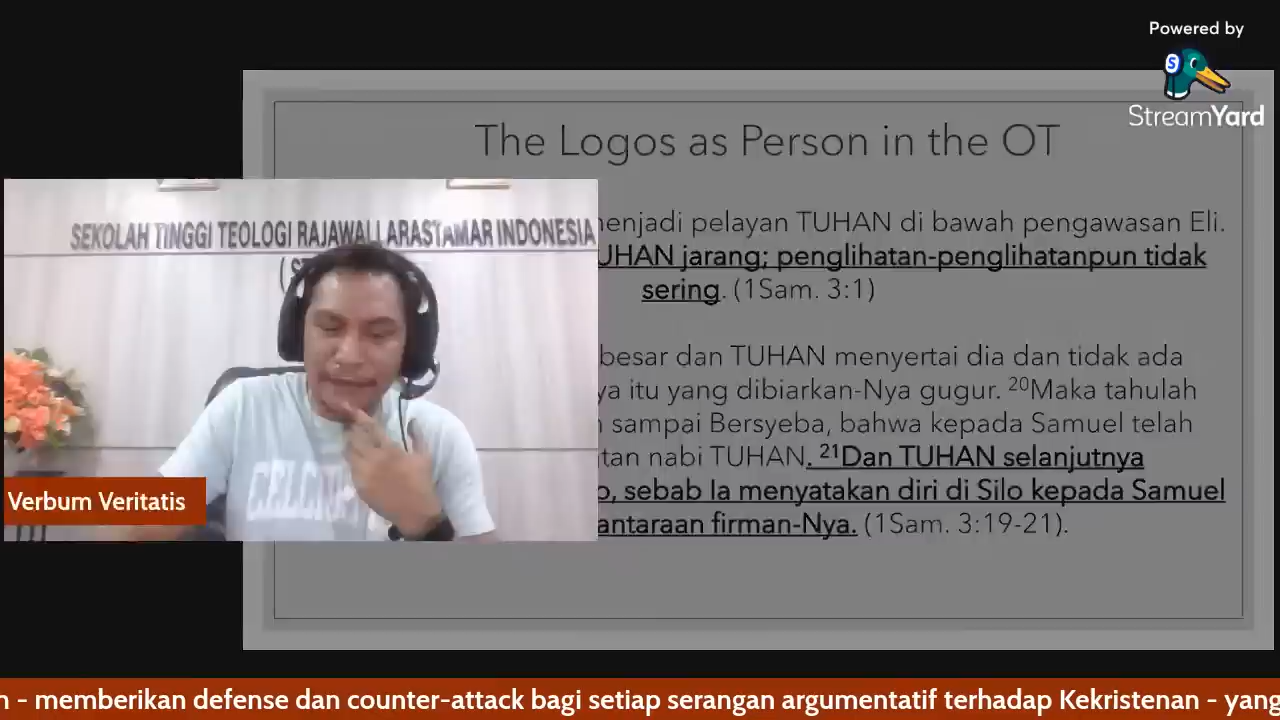 Powered by
StreamYard
The Logos as Person in the OT
SEKOLAH TINGGI TEOLOGI RAJAWALI ARASTAMAR INDONESIA
menjadi pelayan TUHAN di bawah pengawasan Eli.
UHAN jarang; penglihatan-penglihatanpun tidak
sering. (1Sam. 3:1)
besar dan TUHAN menyertai dia dan tidak ada
ya itu yang dibiarkan-Nya gugur. ²⁰Maka tahulah
sampai Bersyeba, bahwa kepada Samuel telah
tan nabi TUHAN. ²¹Dan TUHAN selanjutnya
o, sebab Ia menyatakan diri di Silo kepada Samuel
antaraan firman-Nya. (1Sam. 3:19-21).
Verbum Veritatis
n - memberikan defense dan counter-attack bagi setiap serangan argumentatif terhadap Kekristenan - yang